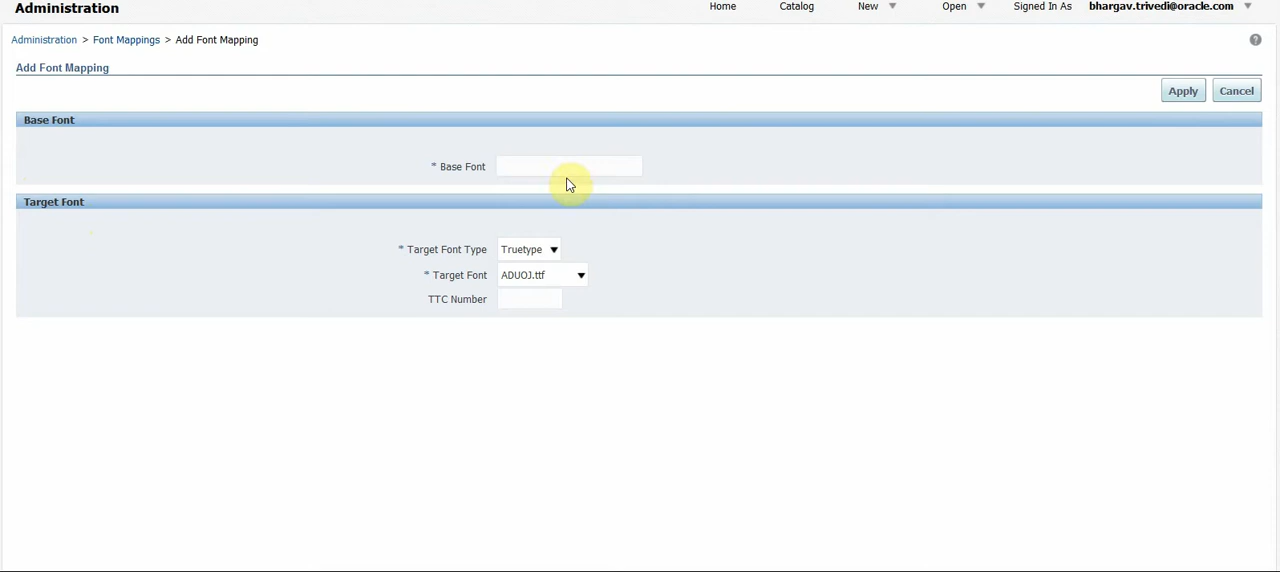 Administration
Home Catalog New Open Signed In As bhargav.trivedi@oracle.com
Administration > Font Mappings > Add Font Mapping
?
Add Font Mapping
Apply Cancel
Base Font
* Base Font
Target Font
* Target Font Type Truetype
* Target Font ADUOJ.ttf
TTC Number